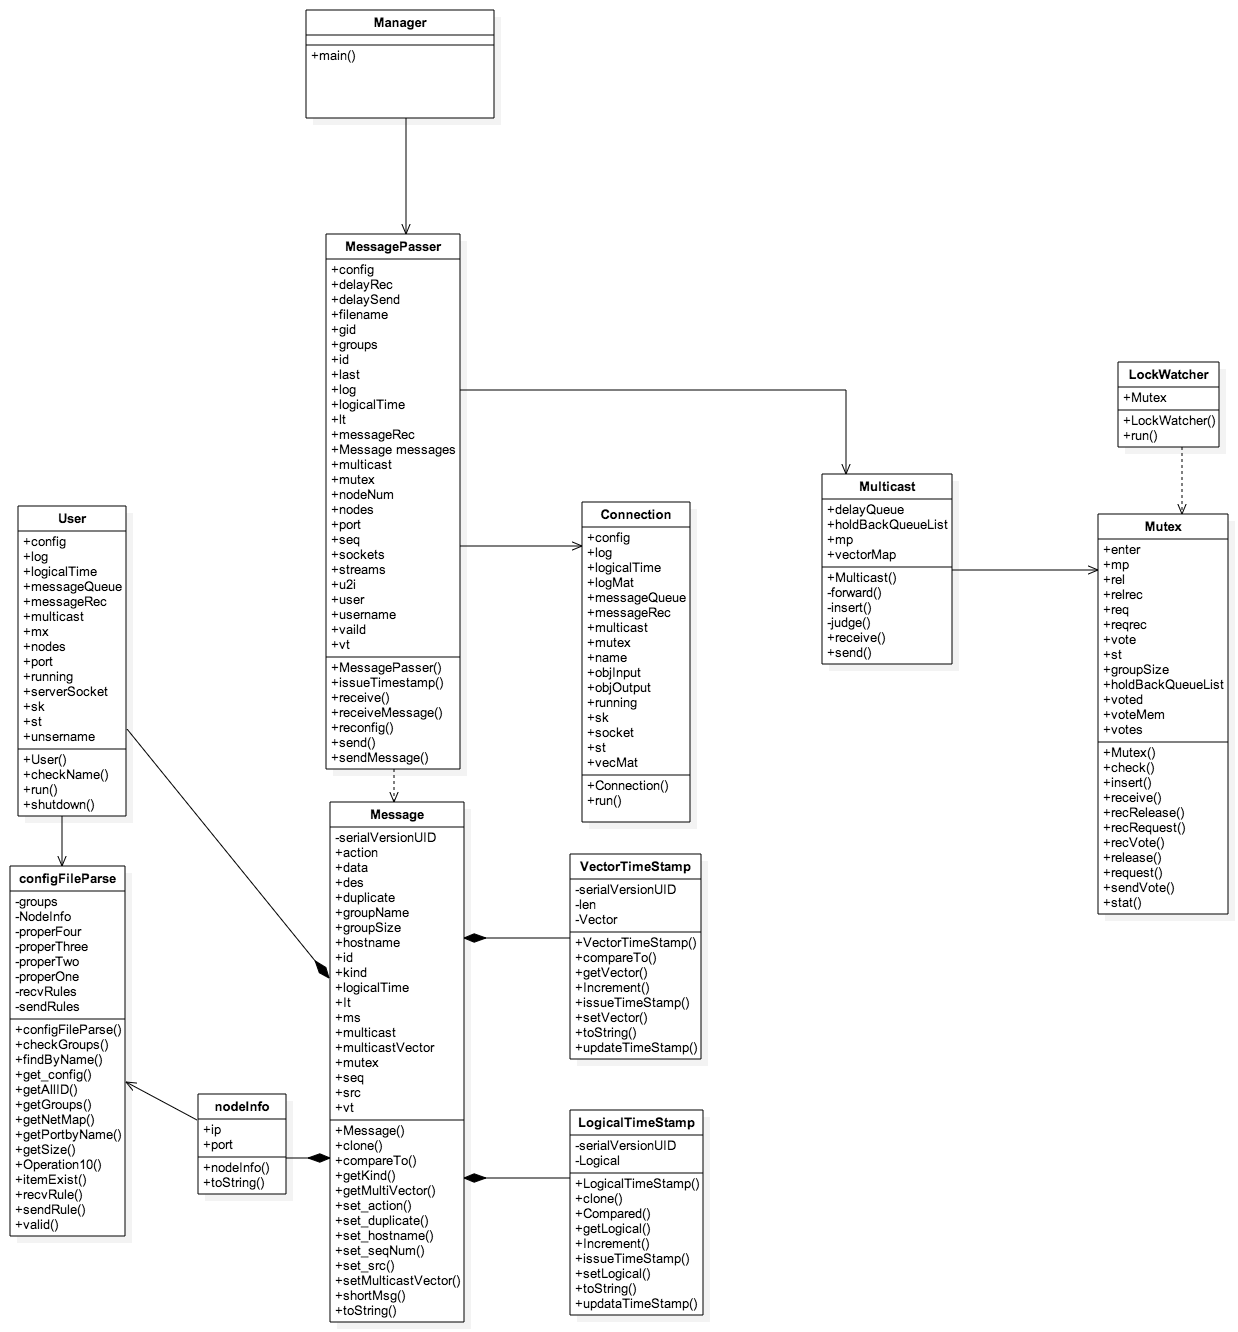 Manager
+main()
MessagePasser
+config
+delayRec
+delaySend
+filename
+gid
+groups
+id
+last
+log
+logicalTime
+lt
+messageRec
+Message messages
+multicast
+mutex
+nodeNum
+nodes
+port
+seq
+sockets
+streams
+u2i
+user
+username
+vaild
+vt
+MessagePasser()
+issueTimestamp()
+receive()
+receiveMessage()
+reconfig()
+send()
+sendMessage()
LockWatcher
+Mutex
+LockWatcher()
+run()
Multicast
+delayQueue
+holdBackQueueList
+mp
+vectorMap
+Multicast()
-forward()
-insert()
-judge()
+receive()
+send()
Mutex
+enter
+mp
+rel
+relrec
+req
+reqrec
+vote
+st
+groupSize
+holdBackQueueList
+voted
+voteMem
+votes
+Mutex()
+check()
+insert()
+receive()
+recRelease()
+recRequest()
+recVote()
+release()
+request()
+sendVote()
+stat()
Connection
+config
+log
+logicalTime
+logMat
+messageQueue
+messageRec
+multicast
+mutex
+name
+objInput
+objOutput
+running
+sk
+socket
+st
+vecMat
+Connection()
+run()
User
+config
+log
+logicalTime
+messageQueue
+messageRec
+multicast
+mx
+nodes
+port
+running
+serverSocket
+sk
+st
+unsername
+User()
+checkName()
+run()
+shutdown()
Message
-serialVersionUID
+action
+data
+des
+duplicate
+groupName
+groupSize
+hostname
+id
+kind
+logicalTime
+lt
+ms
+multicast
+multicastVector
+mutex
+seq
+src
+vt
+Message()
+clone()
+compareTo()
+getKind()
+getMultiVector()
+set_action()
+set_duplicate()
+set_hostname()
+set_seqNum()
+set_src()
+setMulticastVector()
+shortMsg()
+toString()
VectorTimeStamp
-serialVersionUID
-len
-Vector
+VectorTimeStamp()
+compareTo()
+getVector()
+Increment()
+issueTimeStamp()
+setVector()
+toString()
+updateTimeStamp()
configFileParse
-groups
-NodeInfo
-properFour
-properThree
-properTwo
-properOne
-recvRules
-sendRules
+configFileParse()
+checkGroups()
+findByName()
+get_config()
+getAllID()
+getGroups()
+getNetMap()
+getPortbyName()
+getSize()
+Operation10()
+itemExist()
+recvRule()
+sendRule()
+valid()
nodeInfo
+ip
+port
+nodeInfo()
+toString()
LogicalTimeStamp
-serialVersionUID
-Logical
+LogicalTimeStamp()
+clone()
+Compared()
+getLogical()
+Increment()
+issueTimeStamp()
+setLogical()
+toString()
+updataTimeStamp()